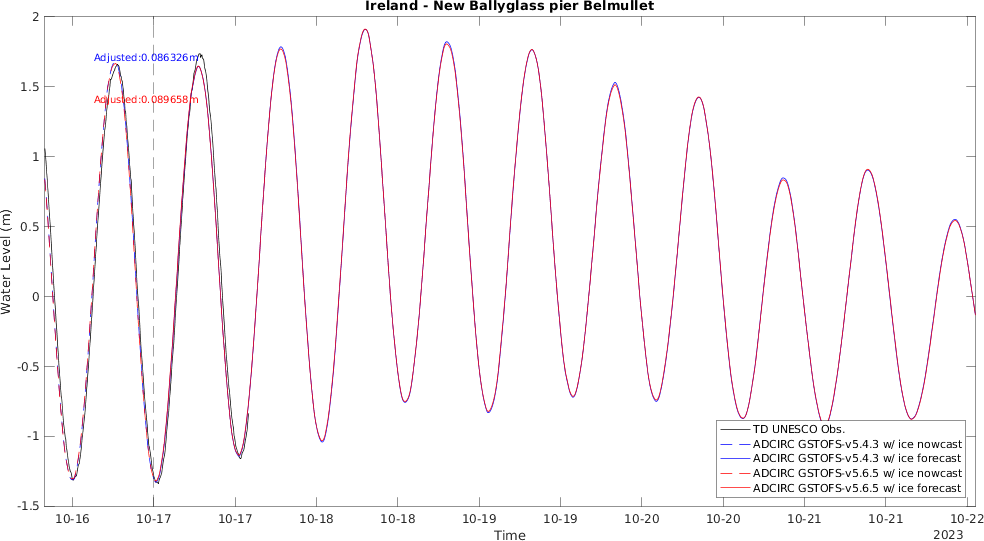 Ireland - New Ballyglass pier Belmullet
2
1.5
1
0.5
0
-0.5
-1
-1.5
Water Level (m)
Adjusted:0.086326m
Adjusted:0.089658m
TD UNESCO Obs.
ADCIRC GSTOFS-v5.4.3 w/ ice nowcast
ADCIRC GSTOFS-v5.4.3 w/ ice forecast
ADCIRC GSTOFS-v5.6.5 w/ ice nowcast
ADCIRC GSTOFS-v5.6.5 w/ ice forecast
10-16 10-17 10-17 10-18 10-18 10-19 10-19 10-20 10-20 10-21 10-21 10-22
Time
2023